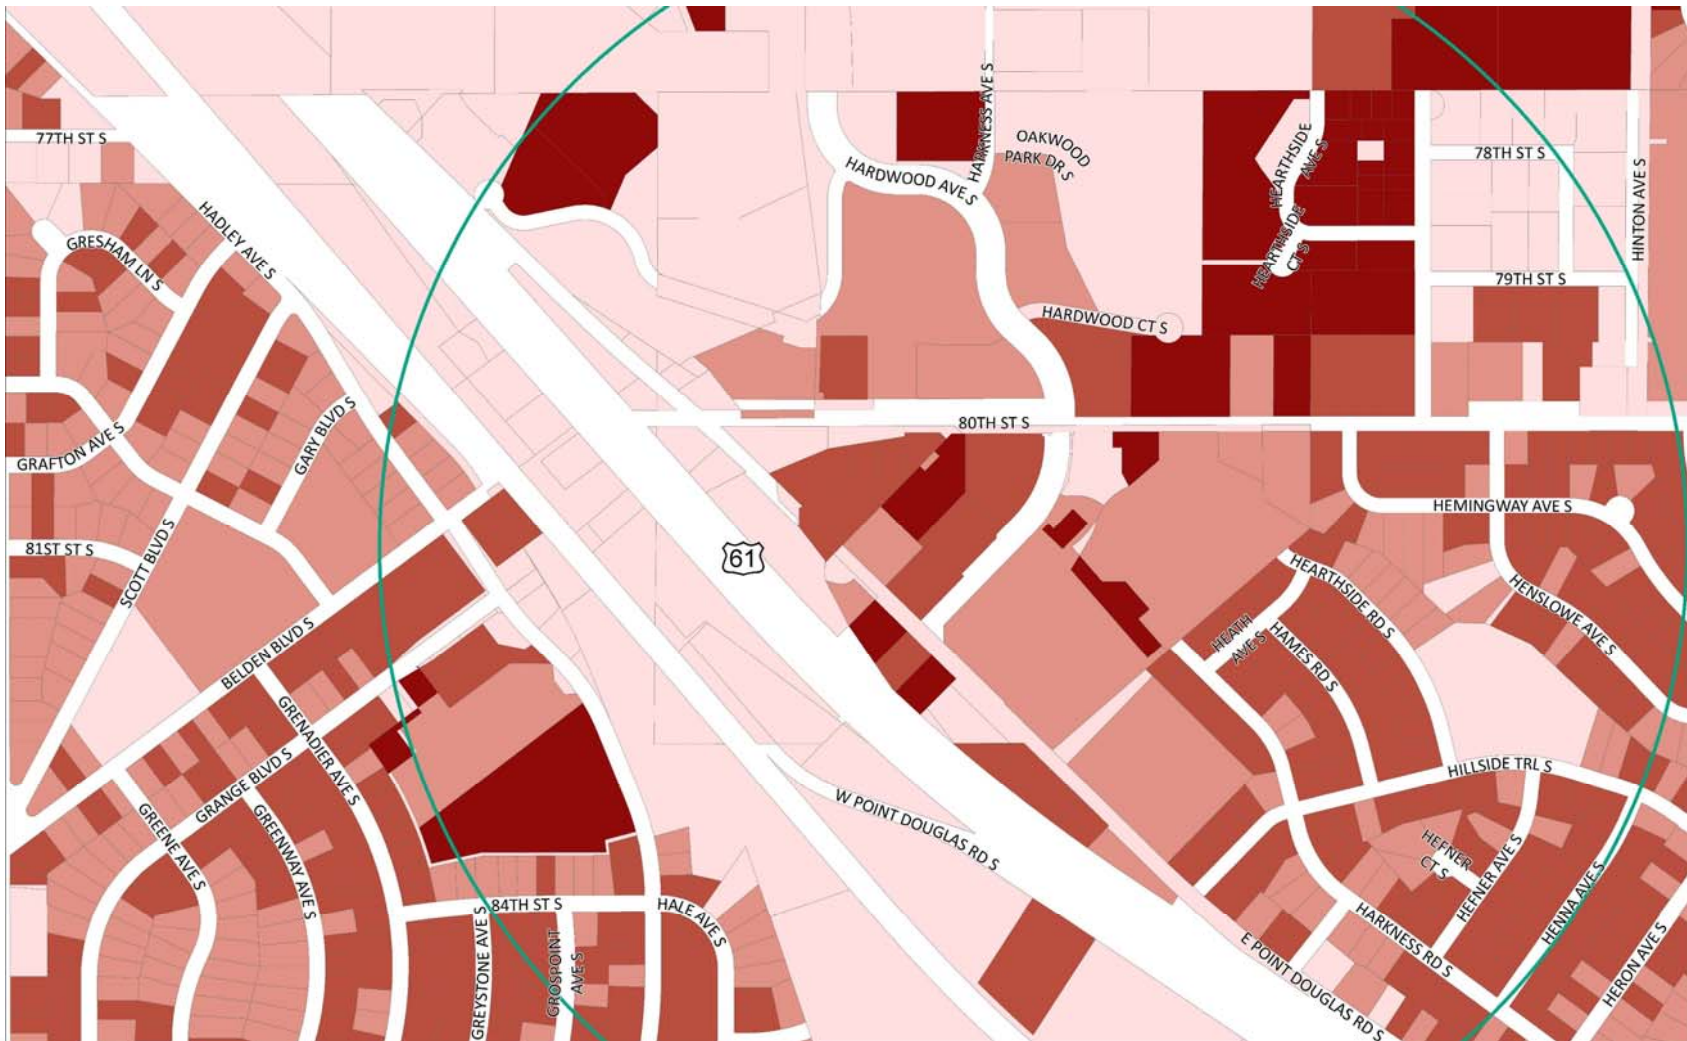 77TH ST S
HADLEY AVE S
GRESHAM LN S
GRAFTON AVE S
GARY BLVD S
SCOTT BLVD S
81ST ST S
BELDEN BLVD S
GRANGE BLVD S
GRENADIER AVE S
GREENE AVE S
GREENWAY AVE S
84TH ST S
GREYSTONE AVE S
GROSPOINT
AVE S
HALE AVE S
61
W POINT DOUGLAS RD S
E POINT DOUGLAS RD S
HARKNESS AVE S
OAKWOOD
PARK DR S
HARDWOOD AVE S
HARDWOOD CT S
80TH ST S
HEARTHSIDE
AVE S
HEARTHSIDE
CT S
78TH ST S
79TH ST S
HINTON AVE S
HEMINGWAY AVE S
HENSLOWE AVE S
HEARTHSIDE RD S
HEATH
AVE S
HAMES RD S
HILLSIDE TRL S
HEFNER
CT S
HEFNER AVE S
HENNA AVE S
HARKNESS RD S
HERON AVE S